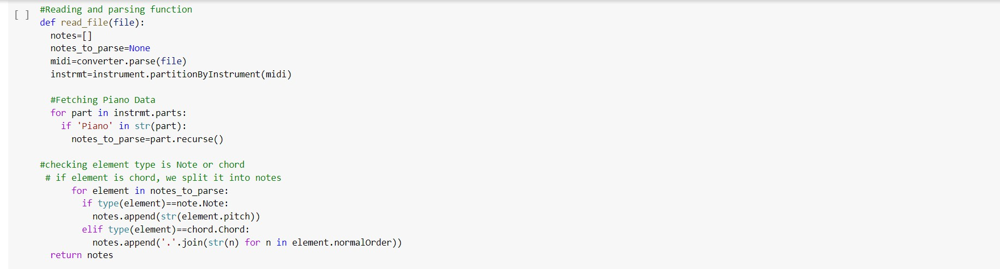 [ ]
#Reading and parsing function
def read_file(file):
  notes=[]
  notes_to_parse=None
  midi=converter.parse(file)
  instrmt=instrument.partitionByInstrument(midi)

  #Fetching Piano Data
  for part in instrmt.parts:
    if 'Piano' in str(part):
      notes_to_parse=part.recurse()

#checking element type is Note or chord
 # if element is chord, we split it into notes
      for element in notes_to_parse:
        if type(element)==note.Note:
          notes.append(str(element.pitch))
        elif type(element)==chord.Chord:
          notes.append('.'.join(str(n) for n in element.normalOrder))
  return notes